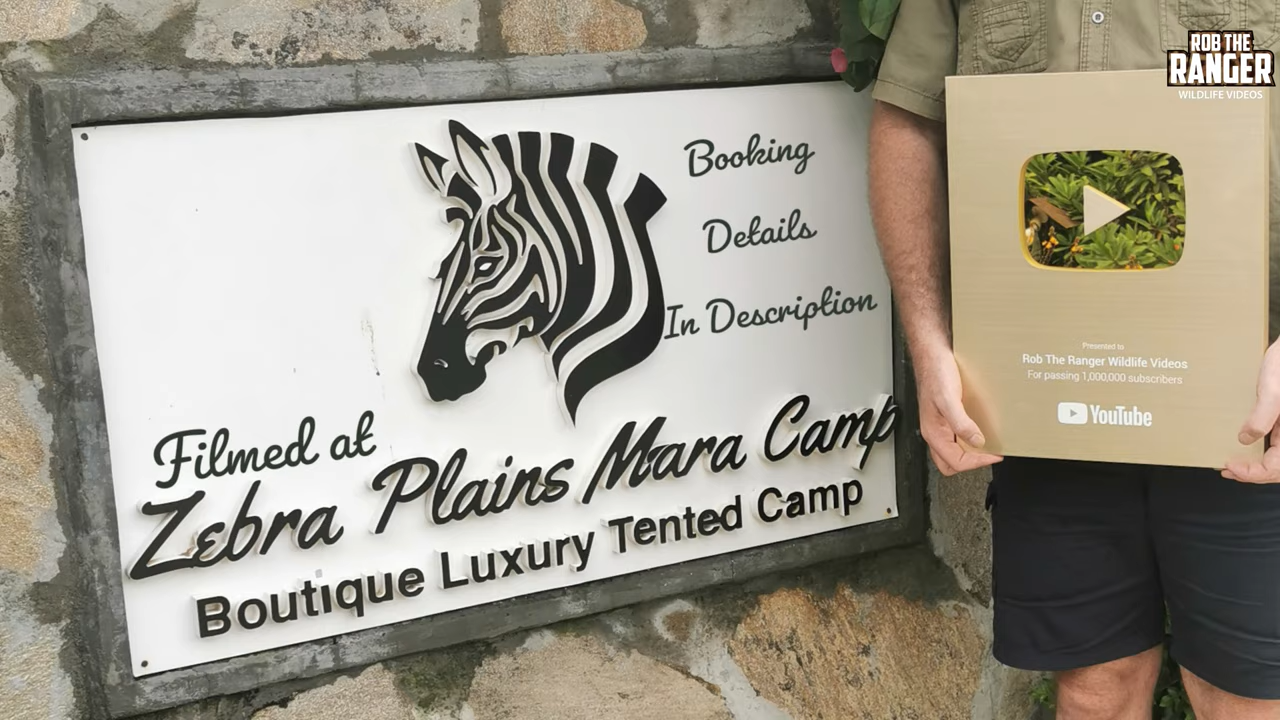 Booking
Details
In Description
Filmed at
Zebra Plains Mara Camp
Boutique Luxury Tented Camp
ROB THE
RANGER
WILDLIFE VIDEOS
Presented to
Rob The Ranger Wildlife Videos
For passing 1,000,000 subscribers
YouTube